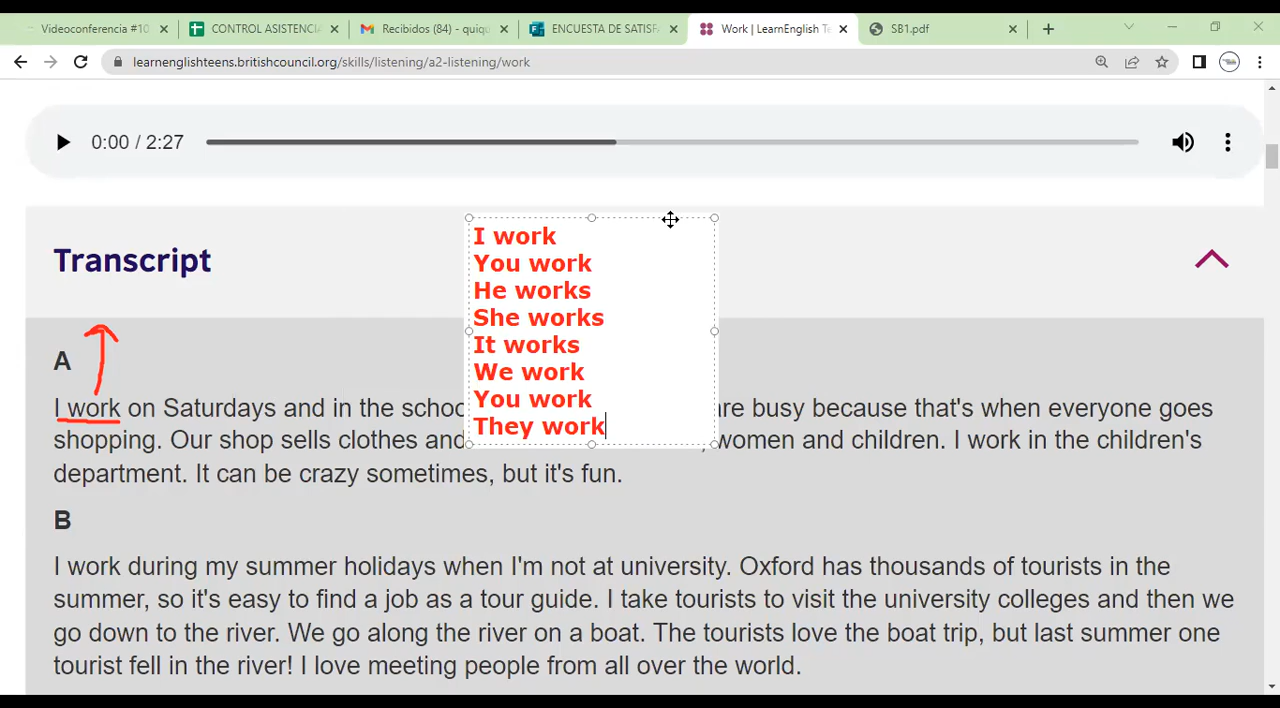 Videoconferencia #10
CONTROL ASISTENCIA
Recibidos (84) - quiqu
ENCUESTA DE SATISF
Work | LearnEnglish Te
SB1.pdf
learnenglishteens.britishcouncil.org/skills/listening/a2-listening/work
0:00 / 2:27
Transcript
I work
You work
He works
She works
It works
We work
You work
They work
A
I work on Saturdays and in the schoo are busy because that's when everyone goes
shopping. Our shop sells clothes and , women and children. I work in the children's
department. It can be crazy sometimes, but it's fun.
B
I work during my summer holidays when I'm not at university. Oxford has thousands of tourists in the
summer, so it's easy to find a job as a tour guide. I take tourists to visit the university colleges and then we
go down to the river. We go along the river on a boat. The tourists love the boat trip, but last summer one
tourist fell in the river! I love meeting people from all over the world.